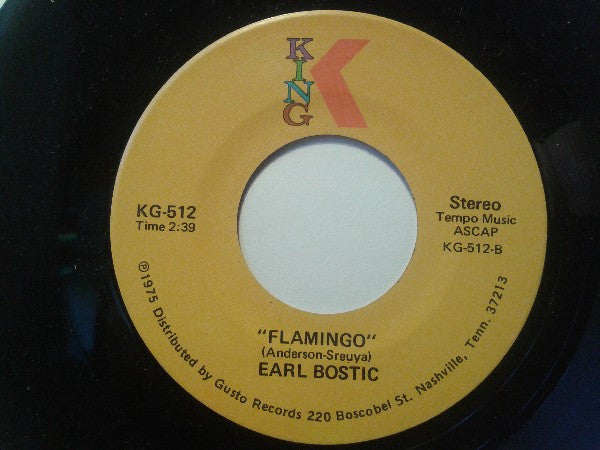 KING
KG-512
Time 2:39
Stereo
Tempo Music
ASCAP
KG-512-B
"FLAMINGO"
(Anderson-Sreuya)
EARL BOSTIC
℗1975 Distributed by Gusto Records 220 Boscobel St. Nashville, Tenn. 37213